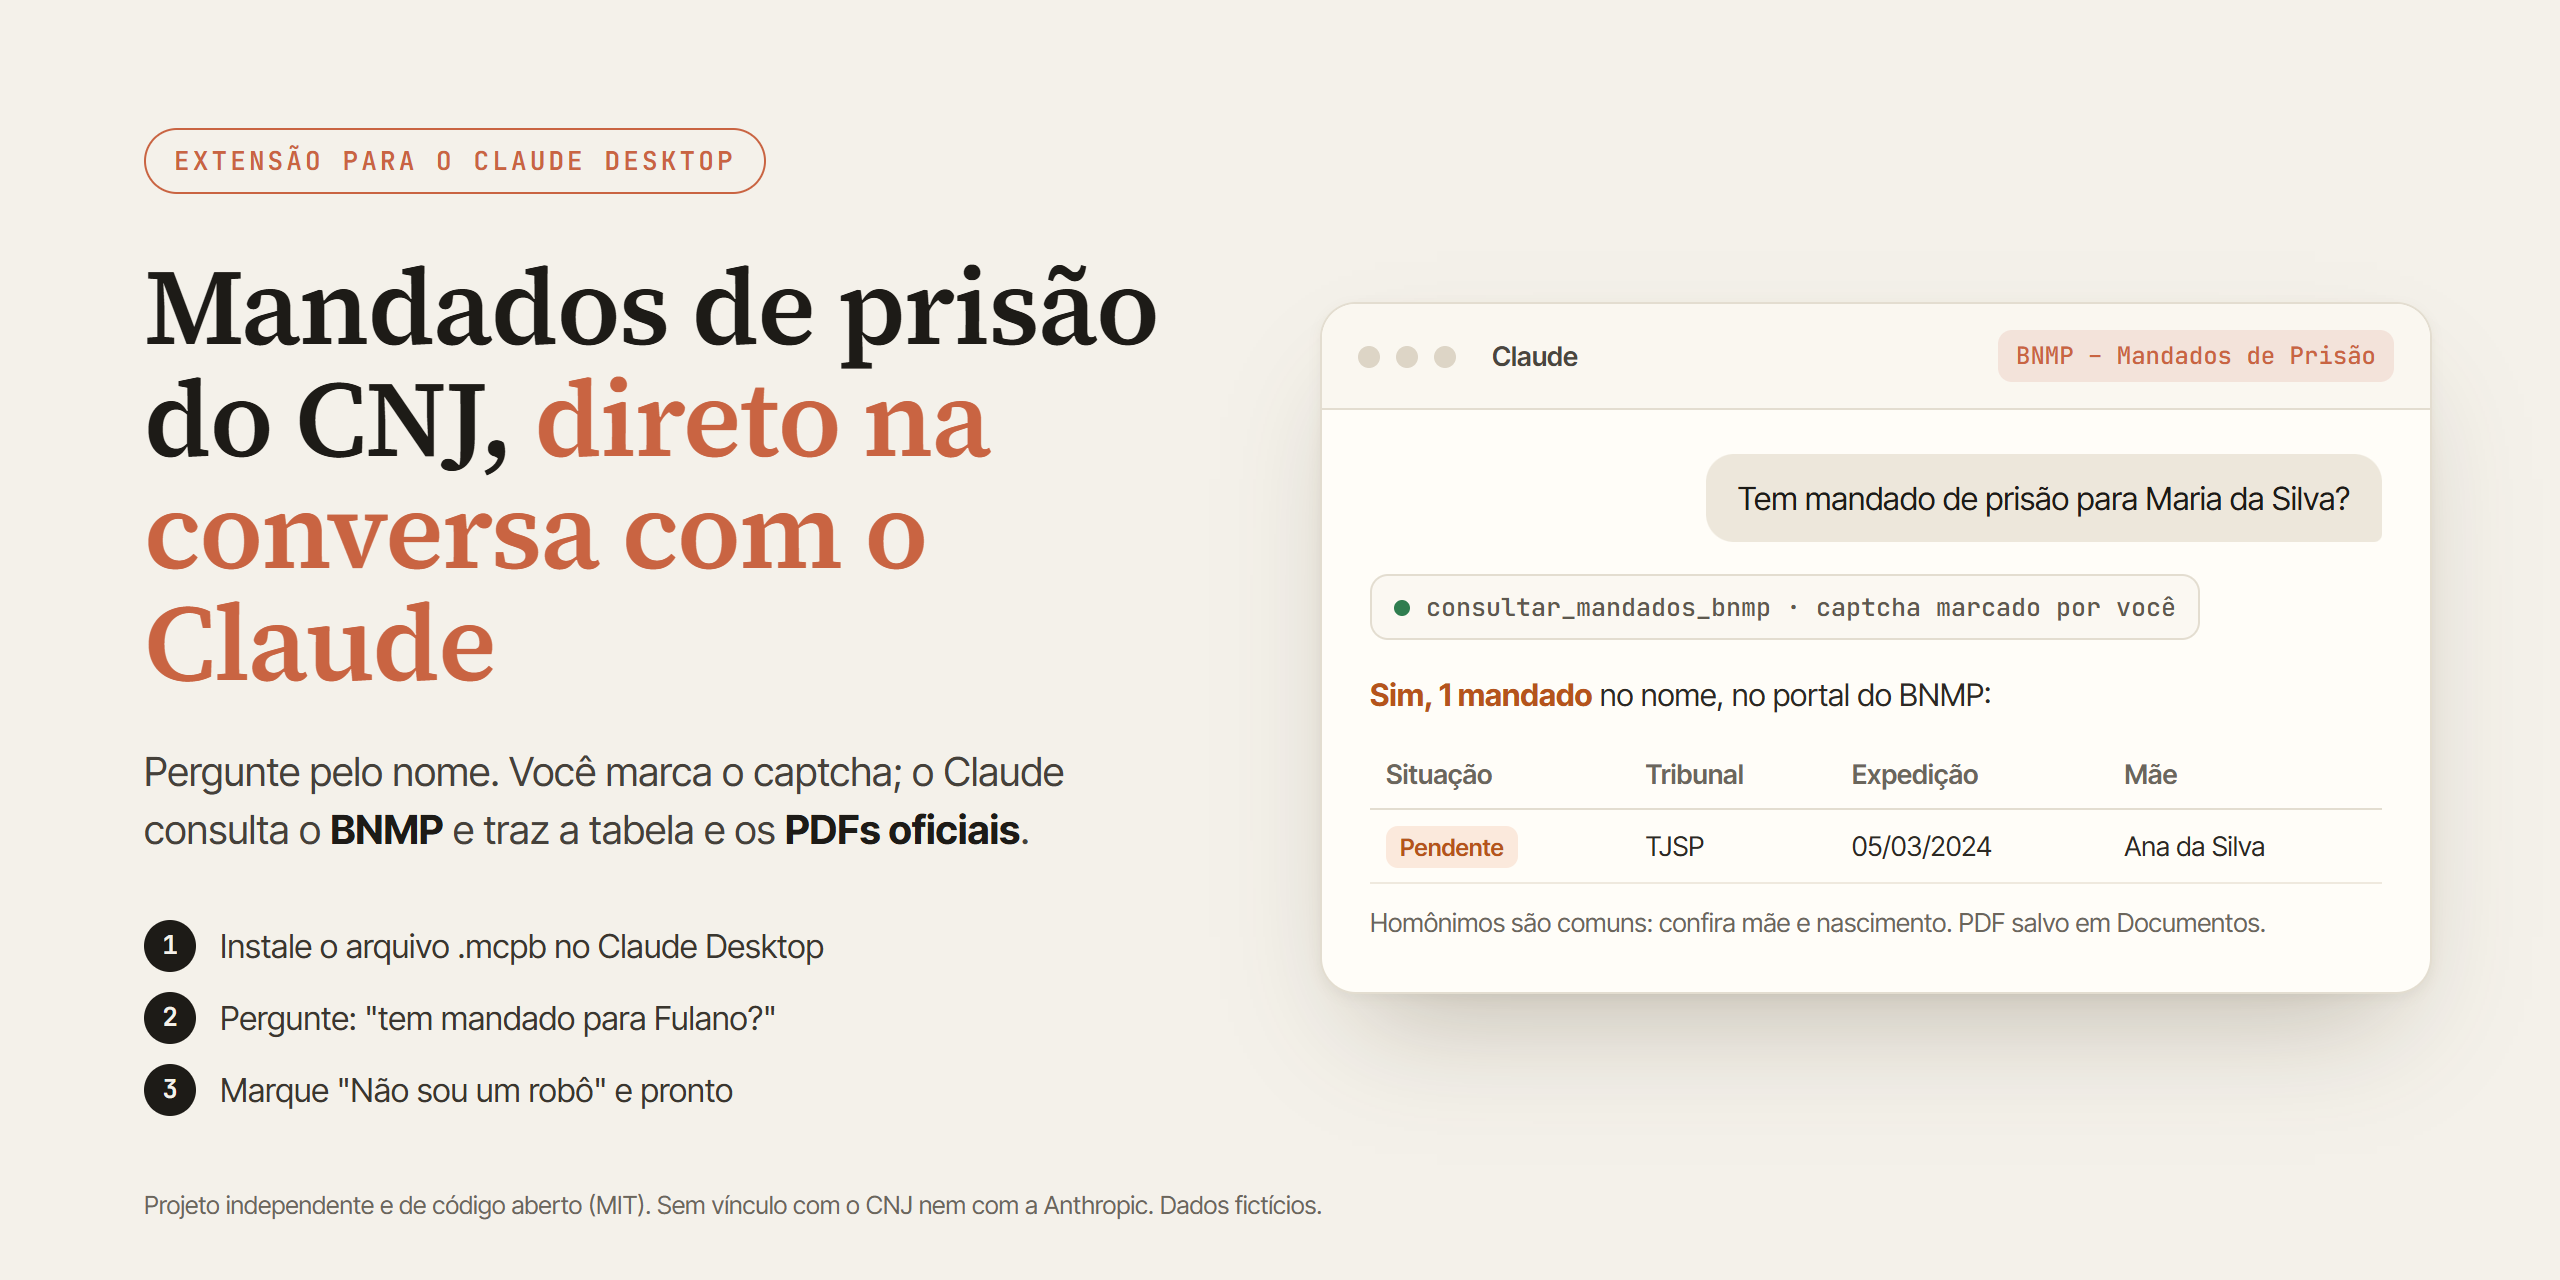 EXTENSÃO PARA O CLAUDE DESKTOP
Mandados de prisão
do CNJ, direto na
conversa com o
Claude
Pergunte pelo nome. Você marca o captcha; o Claude
consulta o BNMP e traz a tabela e os PDFs oficiais.
1 Instale o arquivo .mcpb no Claude Desktop
2 Pergunte: "tem mandado para Fulano?"
3 Marque "Não sou um robô" e pronto
Claude BNMP – Mandados de Prisão
Tem mandado de prisão para Maria da Silva?
consultar_mandados_bnmp · captcha marcado por você
Sim, 1 mandado no nome, no portal do BNMP:
Situação Tribunal Expedição Mãe
Pendente TJSP 05/03/2024 Ana da Silva
Homônimos são comuns: confira mãe e nascimento. PDF salvo em Documentos.
Projeto independente e de código aberto (MIT). Sem vínculo com o CNJ nem com a Anthropic. Dados fictícios.